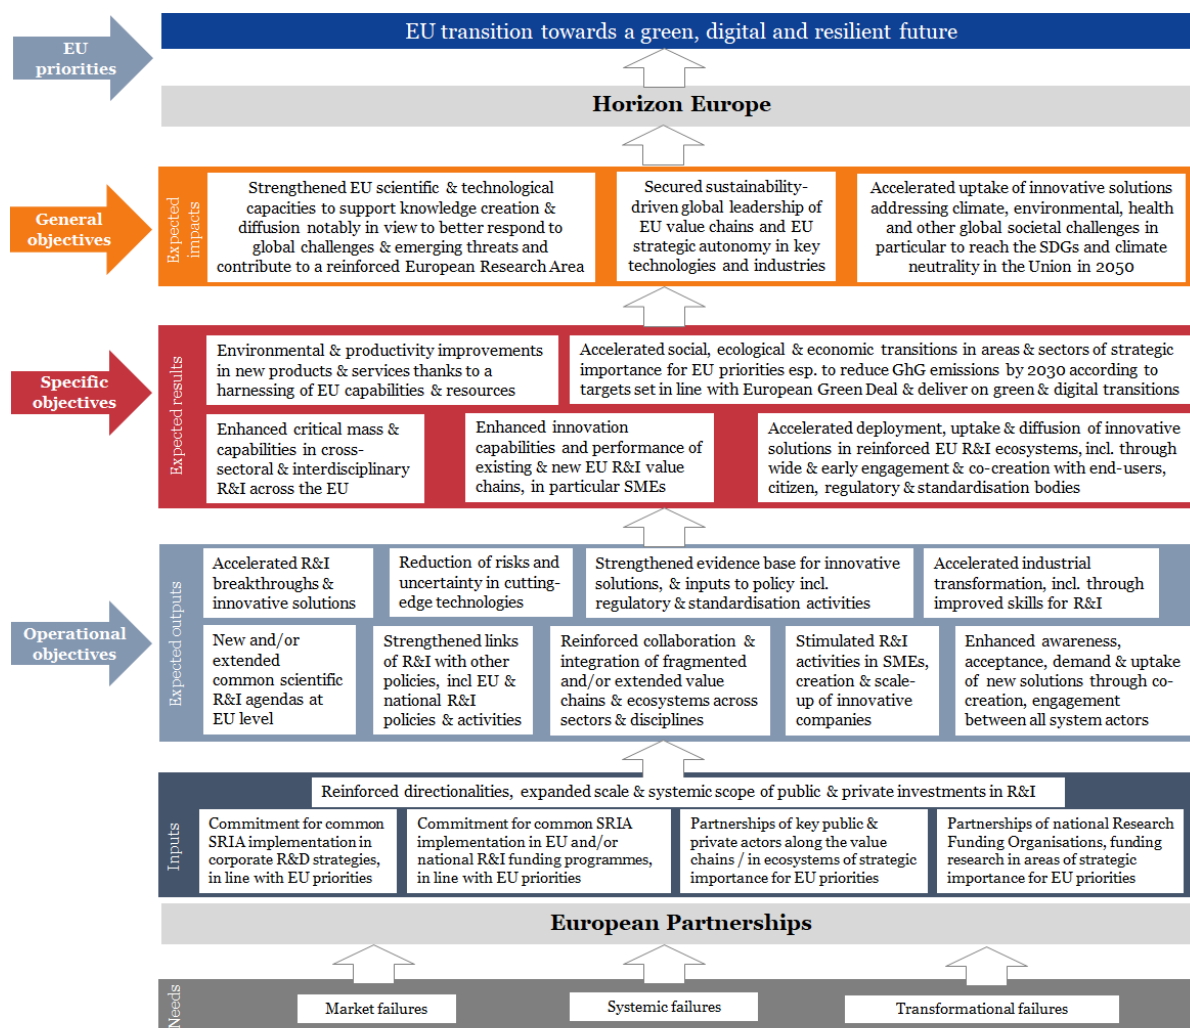 EU
priorities
EU transition towards a green, digital and resilient future
Horizon Europe
General
objectives
Expected
impacts
Strengthened EU scientific & technological
capacities to support knowledge creation &
diffusion notably in view to better respond to
global challenges & emerging threats and
contribute to a reinforced European Research Area
Secured sustainability-
driven global leadership of
EU value chains and EU
strategic autonomy in key
technologies and industries
Accelerated uptake of innovative solutions
addressing climate, environmental, health
and other global societal challenges in
particular to reach the SDGs and climate
neutrality in the Union in 2050
Specific
objectives
Expected results
Environmental & productivity improvements
in new products & services thanks to a
harnessing of EU capabilities & resources
Accelerated social, ecological & economic transitions in areas & sectors of strategic
importance for EU priorities esp. to reduce GhG emissions by 2030 according to
targets set in line with European Green Deal & deliver on green & digital transitions
Enhanced critical mass &
capabilities in cross-
sectoral & interdisciplinary
R&I across the EU
Enhanced innovation
capabilities and performance of
existing & new EU R&I value
chains, in particular SMEs
Accelerated deployment, uptake & diffusion of innovative
solutions in reinforced EU R&I ecosystems, incl. through
wide & early engagement & co-creation with end-users,
citizen, regulatory & standardisation bodies
Operational
objectives
Expected outputs
Accelerated R&I
breakthroughs &
innovative solutions
Reduction of risks and
uncertainty in cutting-
edge technologies
Strengthened evidence base for innovative
solutions, & inputs to policy incl.
regulatory & standardisation activities
Accelerated industrial
transformation, incl. through
improved skills for R&I
New and/or
extended
common scientific
R&I agendas at
EU level
Strengthened links
of R&I with other
policies, incl EU &
national R&I
policies & activities
Reinforced collaboration &
integration of fragmented
and/or extended value
chains & ecosystems across
sectors & disciplines
Stimulated R&I
activities in SMEs,
creation & scale-
up of innovative
companies
Enhanced awareness,
acceptance, demand & uptake
of new solutions through co-
creation, engagement
between all system actors
Inputs
Reinforced directionalities, expanded scale & systemic scope of public & private investments in R&I
Commitment for common
SRIA implementation in
corporate R&D strategies,
in line with EU priorities
Commitment for common SRIA
implementation in EU and/or
national R&I funding programmes,
in line with EU priorities
Partnerships of key public &
private actors along the value
chains / in ecosystems of strategic
importance for EU priorities
Partnerships of national Research
Funding Organisations, funding
research in areas of strategic
importance for EU priorities
European Partnerships
Needs
Market failures
Systemic failures
Transformational failures